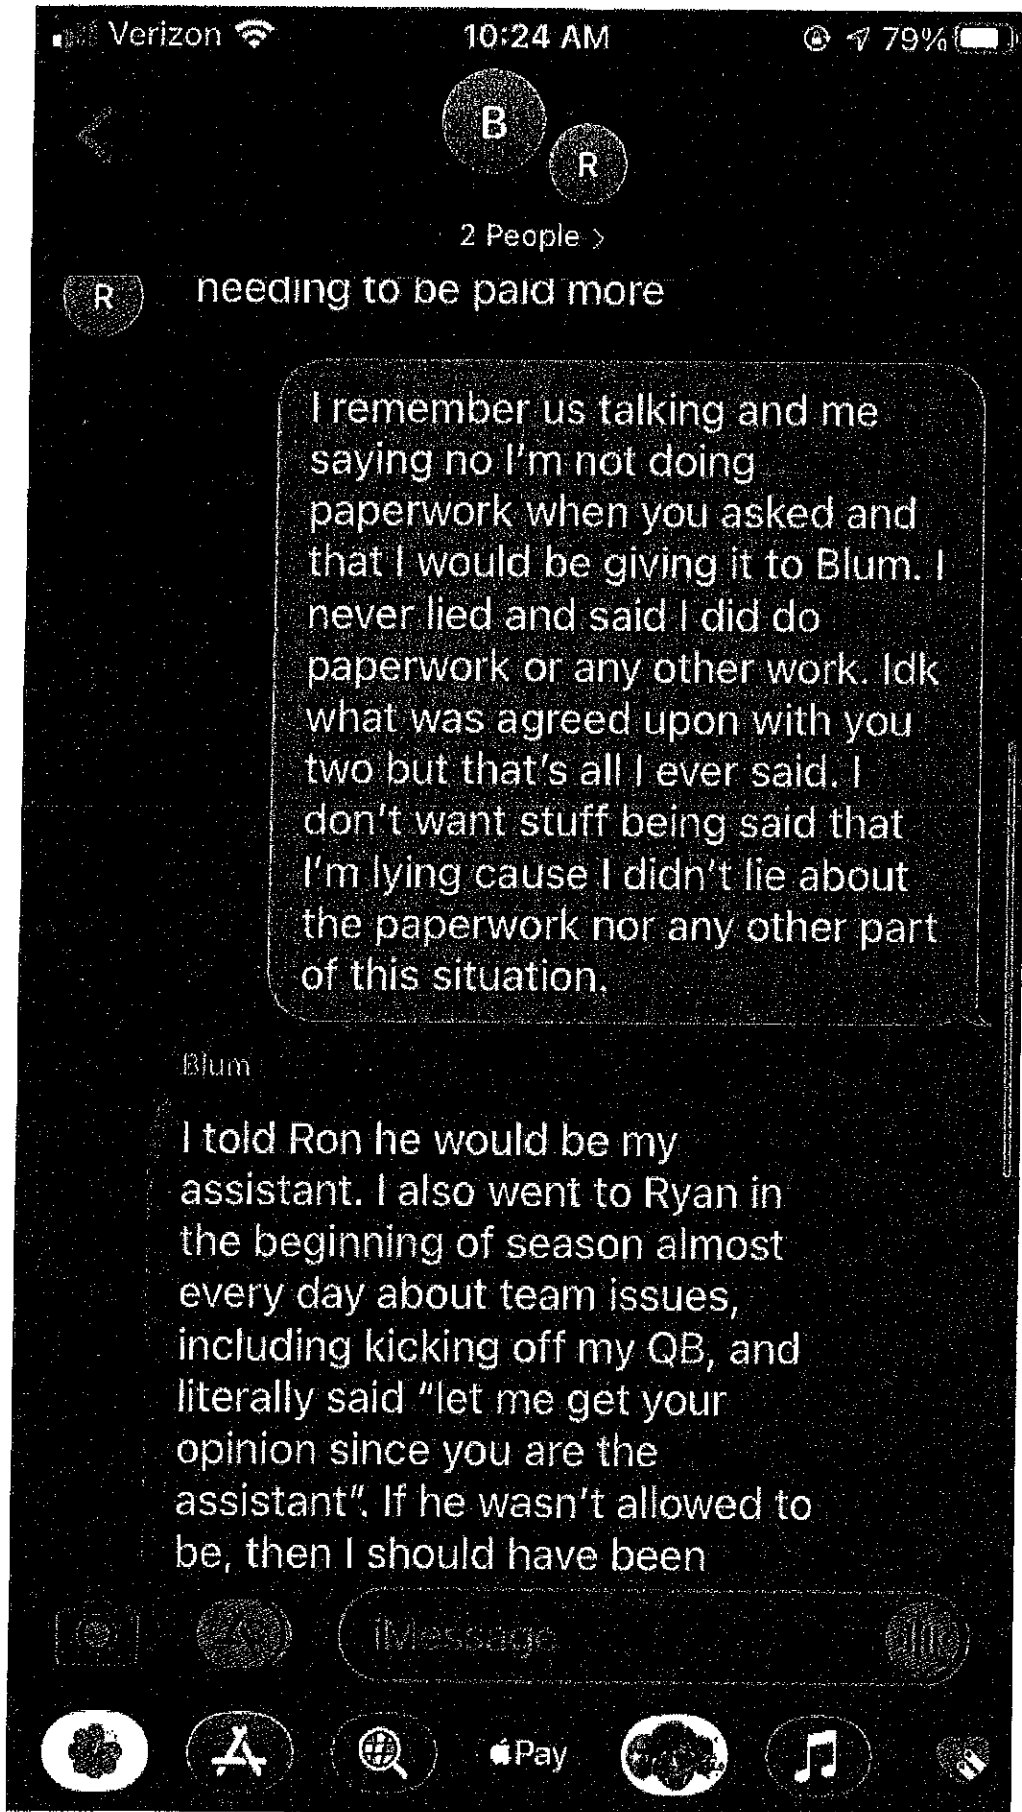 Verizon 10:24 AM 79%
B
R
2 People >
R
needing to be paid more
I remember us talking and me
saying no I'm not doing
paperwork when you asked and
that I would be giving it to Blum. I
never lied and said I did do
paperwork or any other work. Idk
what was agreed upon with you
two but that's all I ever said. I
don't want stuff being said that
I'm lying cause I didn't lie about
the paperwork nor any other part
of this situation.
Blum
I told Ron he would be my
assistant. I also went to Ryan in
the beginning of season almost
every day about team issues,
including kicking off my QB, and
literally said "let me get your
opinion since you are the
assistant". If he wasn't allowed to
be, then I should have been
iMessage
Pay